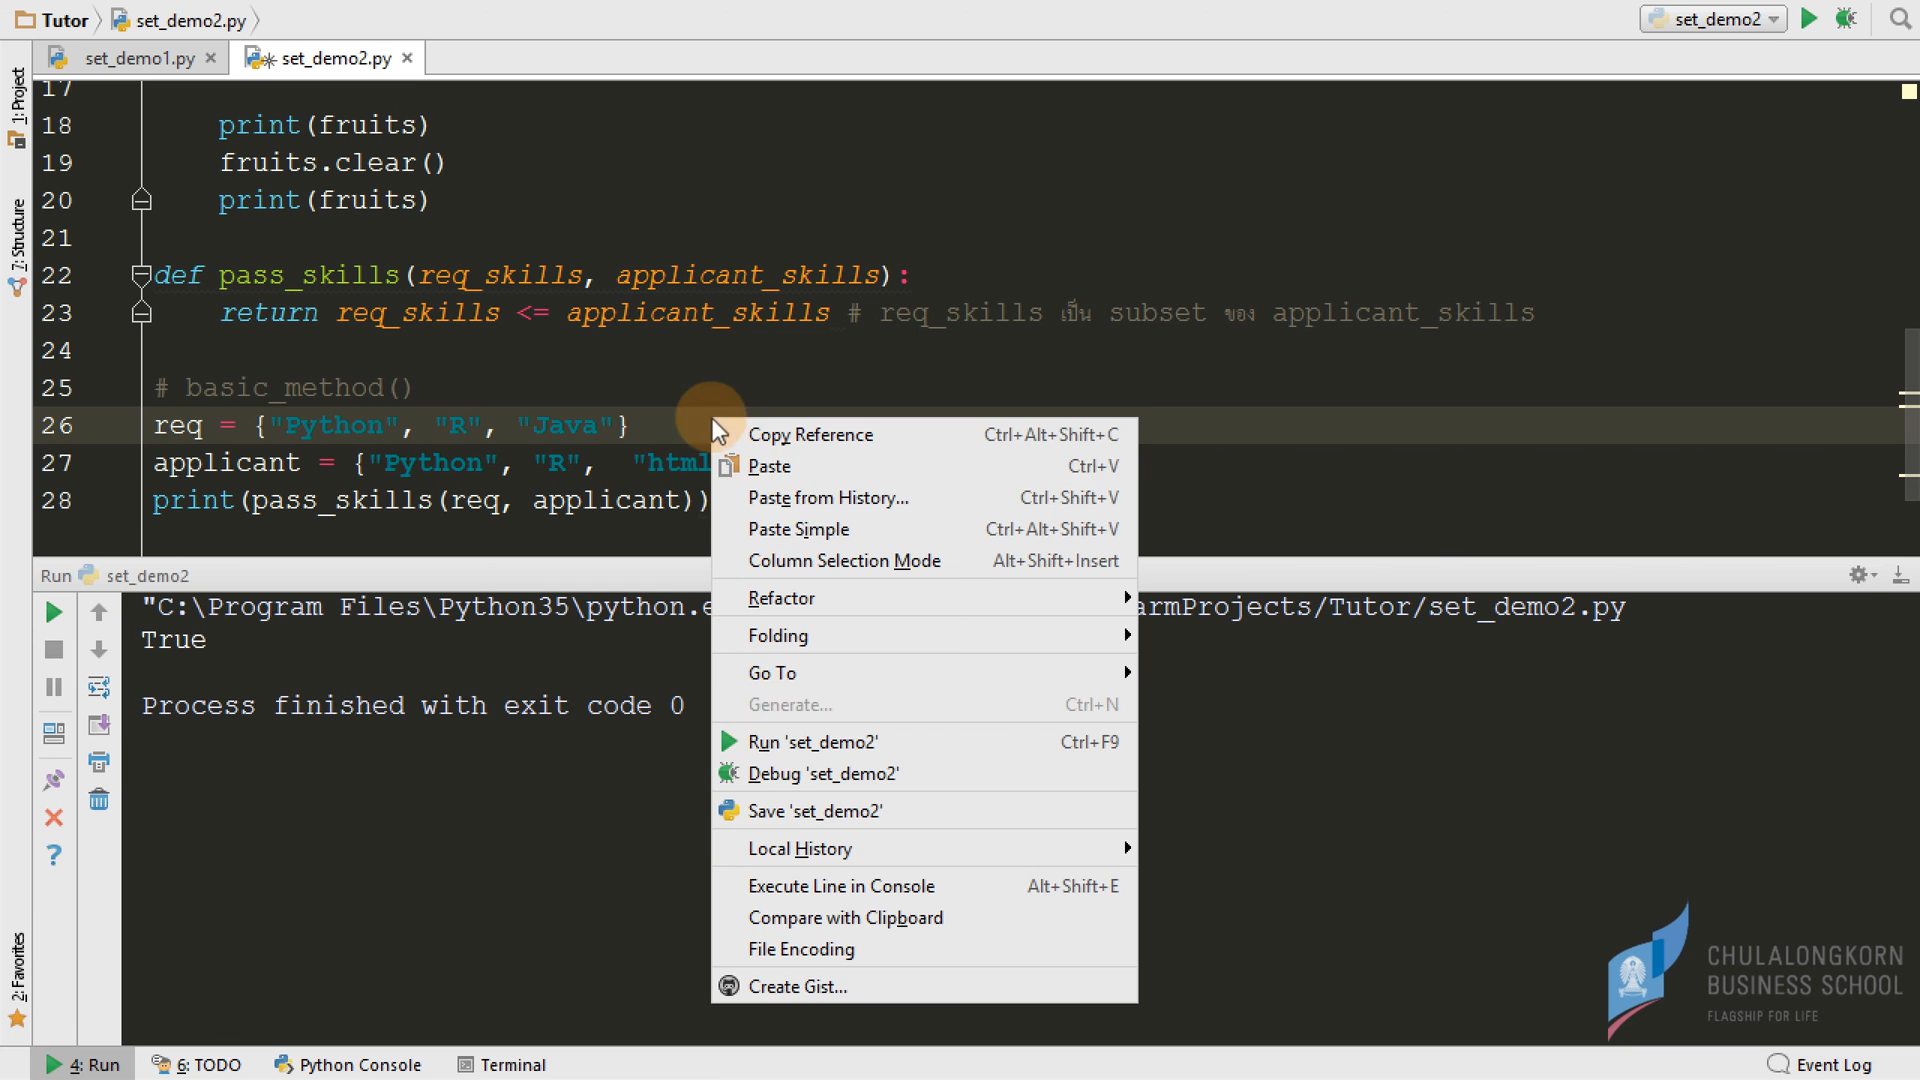 Tutor set_demo2.py set_demo2
set_demo1.py set_demo2.py
1: Project
7: Structure
2: Favorites
17
18 print(fruits)
19 fruits.clear()
20 print(fruits)
21
22 def pass_skills(req_skills, applicant_skills):
23 return req_skills <= applicant_skills # req_skills เป็น subset ของ applicant_skills
24
25 # basic_method()
26 req = {"Python", "R", "Java"}
27 applicant = {"Python", "R", "html
28 print(pass_skills(req, applicant))
Copy Reference Ctrl+Alt+Shift+C
Paste Ctrl+V
Paste from History... Ctrl+Shift+V
Paste Simple Ctrl+Alt+Shift+V
Column Selection Mode Alt+Shift+Insert
Refactor
Folding
Go To
Generate... Ctrl+N
Run 'set_demo2' Ctrl+F9
Debug 'set_demo2'
Save 'set_demo2'
Local History
Execute Line in Console Alt+Shift+E
Compare with Clipboard
File Encoding
Create Gist...
Run set_demo2
"C:\Program Files\Python35\python.e armProjects/Tutor/set_demo2.py
True
Process finished with exit code 0
CHULALONGKORN
BUSINESS SCHOOL
FLAGSHIP FOR LIFE
4: Run 6: TODO Python Console Terminal Event Log